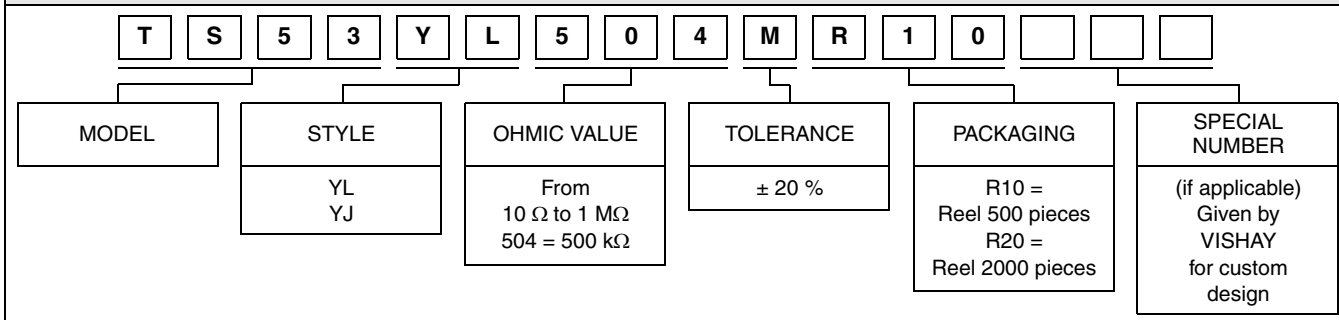 T S 5 3 Y L 5 0 4 M R 1 0
MODEL
STYLE
YL
YJ
OHMIC VALUE
From
10 Ω to 1 MΩ
504 = 500 kΩ
TOLERANCE
± 20 %
PACKAGING
R10 =
Reel 500 pieces
R20 =
Reel 2000 pieces
SPECIAL
NUMBER
(if applicable)
Given by
VISHAY
for custom
design